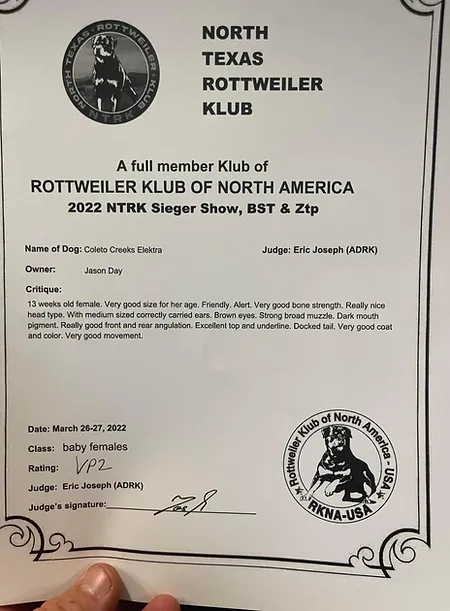 NORTH TEXAS ROTTWEILER KLUB
NTRK
NORTH
TEXAS
ROTTWEILER
KLUB
A full member Klub of
ROTTWEILER KLUB OF NORTH AMERICA
2022 NTRK Sieger Show, BST & Ztp
Name of Dog: Coleto Creeks Elektra Judge: Eric Joseph (ADRK)
Owner: Jason Day
Critique:
13 weeks old female. Very good size for her age. Friendly. Alert. Very good bone strength. Really nice
head type. With medium sized correctly carried ears. Brown eyes. Strong broad muzzle. Dark mouth
pigment. Really good front and rear angulation. Excellent top and underline. Docked tail. Very good coat
and color. Very good movement.
Date: March 26-27, 2022
Class: baby females
Rating: VP2
Judge: Eric Joseph (ADRK)
Judge's signature:
Rottweiler Klub of North America - USA
RKNA-USA